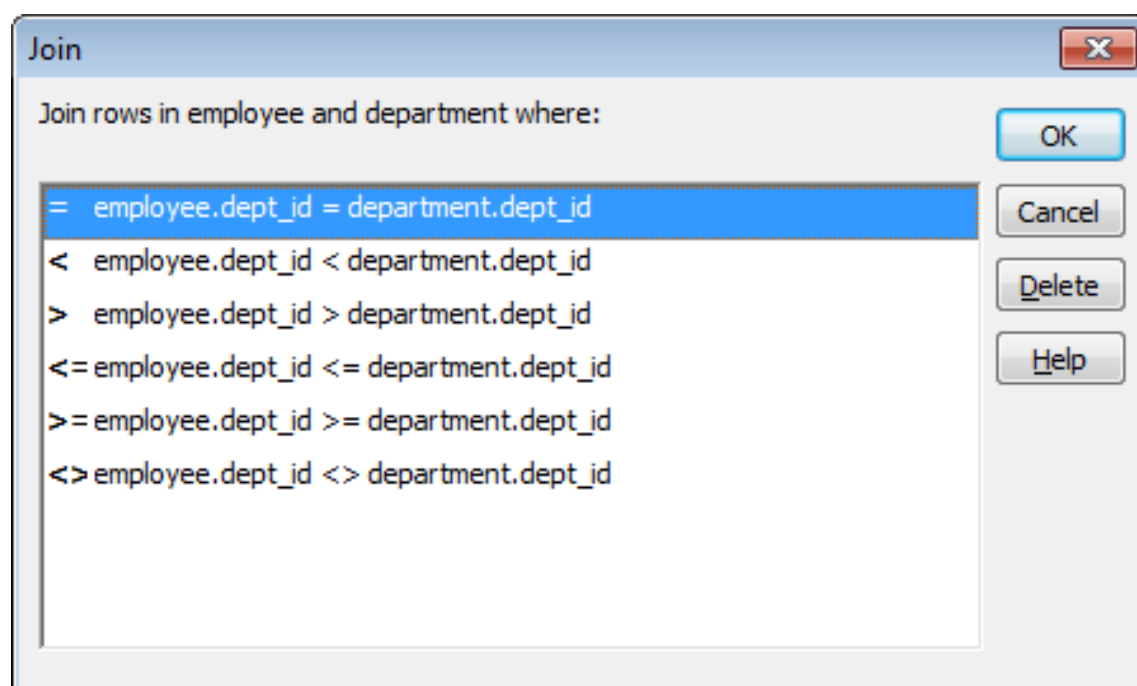 Join
Join rows in employee and department where:
OK
= employee.dept_id = department.dept_id
Cancel
< employee.dept_id < department.dept_id
Delete
> employee.dept_id > department.dept_id
Help
<= employee.dept_id <= department.dept_id
>= employee.dept_id >= department.dept_id
<> employee.dept_id <> department.dept_id